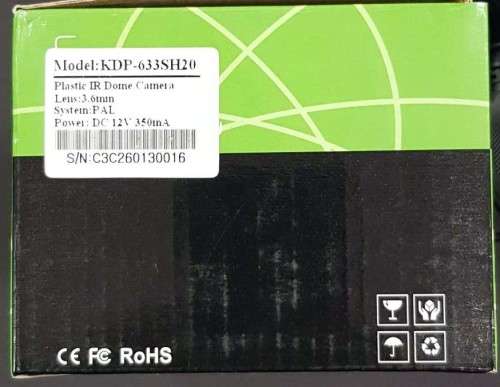 Model:KDP-633SH20
Plastic IR Dome Camera
Lens:3.6mm
System:PAL
Power: DC 12V 350mA
S/N:C3C260130016
CE FC RoHS